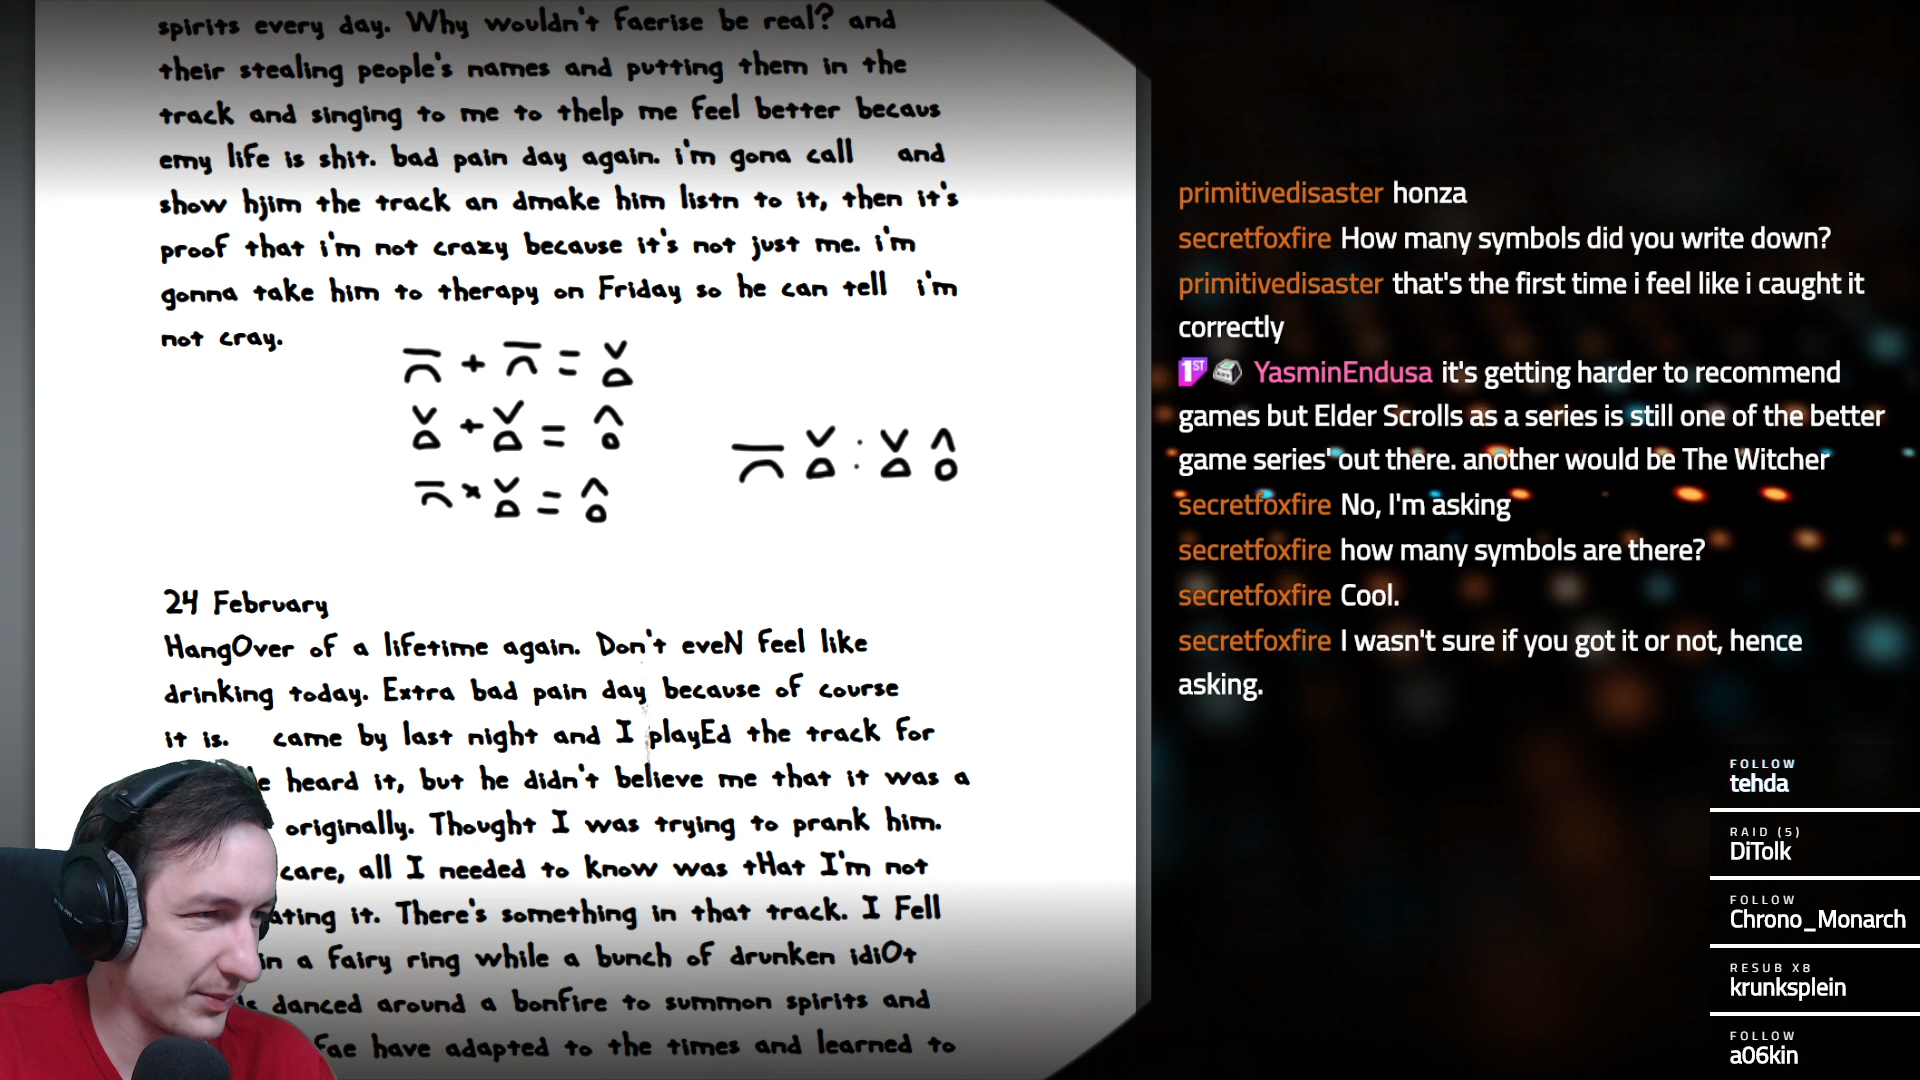 spirits every day. Why wouldn't faerise be real? and
their stealing people's names and putting them in the
track and singing to me to thelp me feel better becaus
emy life is shit. bad pain day again. i'm gona call and
show hjim the track an dmake him listn to it, then it's
proof that i'm not crazy because it's not just me. i'm
gonna take him to therapy on Friday so he can tell i'm
not cray.
24 February
HangOver of a lifetime again. Don't eveN feel like
drinking today. Extra bad pain day because of course
it is. came by last night and I playEd the track for
heard it, but he didn't believe me that it was a
originally. Thought I was trying to prank him.
care, all I needed to know was tHat I'm not
ating it. There's something in that track. I Fell
in a fairy ring while a bunch of drunken idiOt
danced around a bonfire to summon spirits and
fae have adapted to the times and learned to
primitivedisaster honza
secretfoxfire How many symbols did you write down?
primitivedisaster that's the first time i feel like i caught it
correctly
1ST YasminEndusa it's getting harder to recommend
games but Elder Scrolls as a series is still one of the better
game series' out there. another would be The Witcher
secretfoxfire No, I'm asking
secretfoxfire how many symbols are there?
secretfoxfire Cool.
secretfoxfire I wasn't sure if you got it or not, hence
asking.
FOLLOW
tehda
RAID (5)
DiTolk
FOLLOW
Chrono_Monarch
RESUB X8
krunksplein
FOLLOW
a06kin